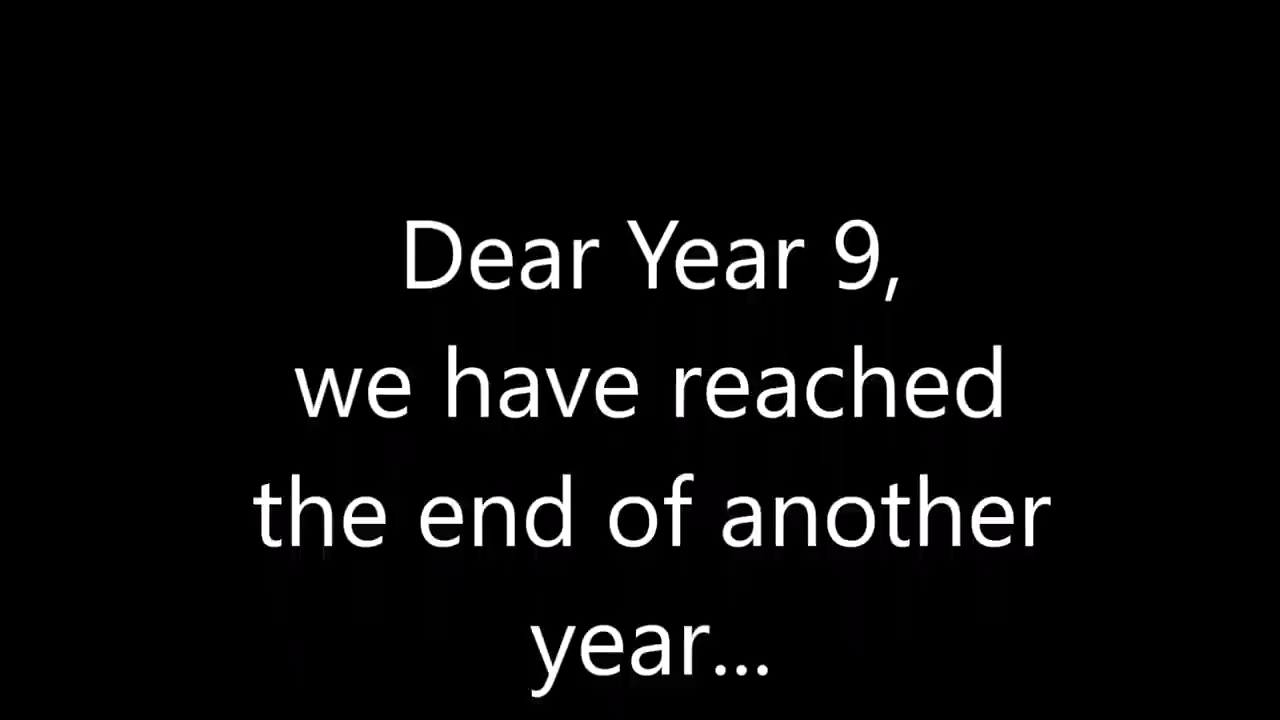 Dear Year 9,
we have reached
the end of another
year...